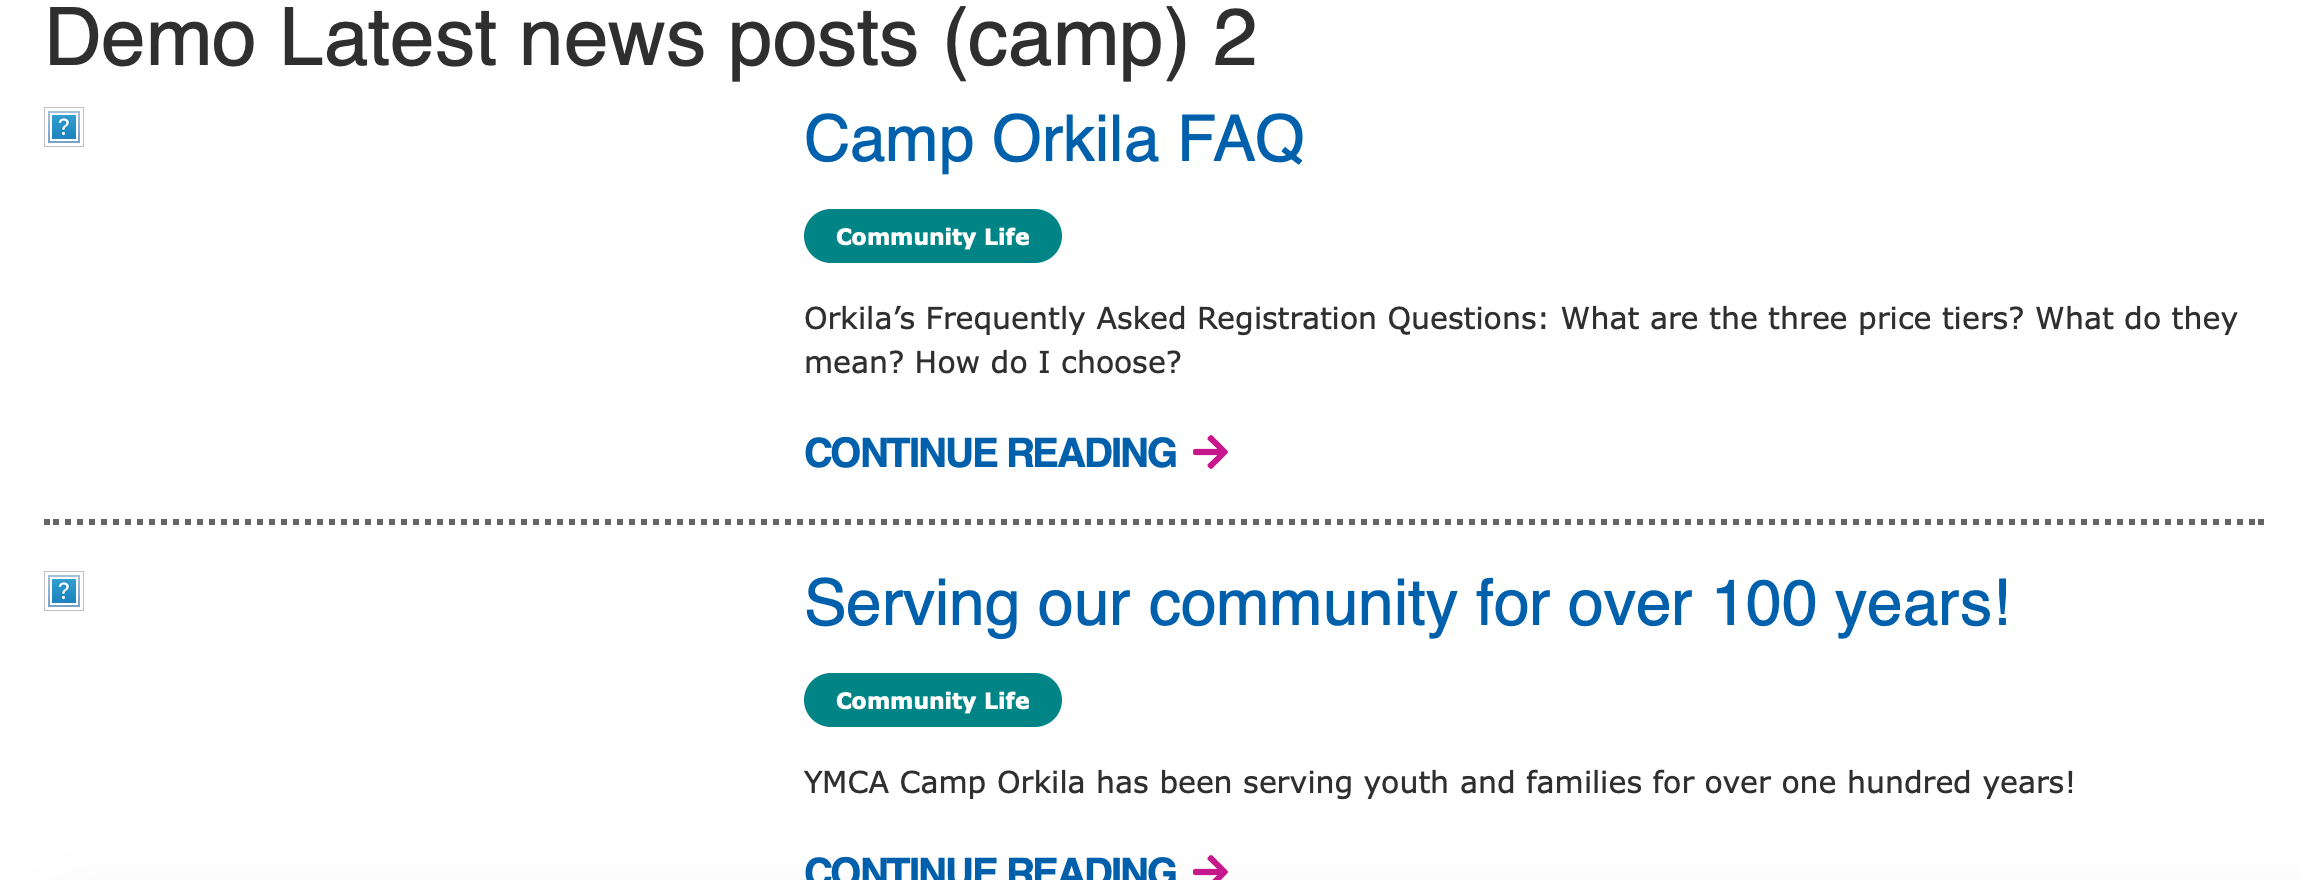 Demo Latest news posts (camp) 2
Camp Orkila FAQ
Community Life
Orkila’s Frequently Asked Registration Questions: What are the three price tiers? What do they
mean? How do I choose?
CONTINUE READING
Serving our community for over 100 years!
Community Life
YMCA Camp Orkila has been serving youth and families for over one hundred years!
CONTINUE READING